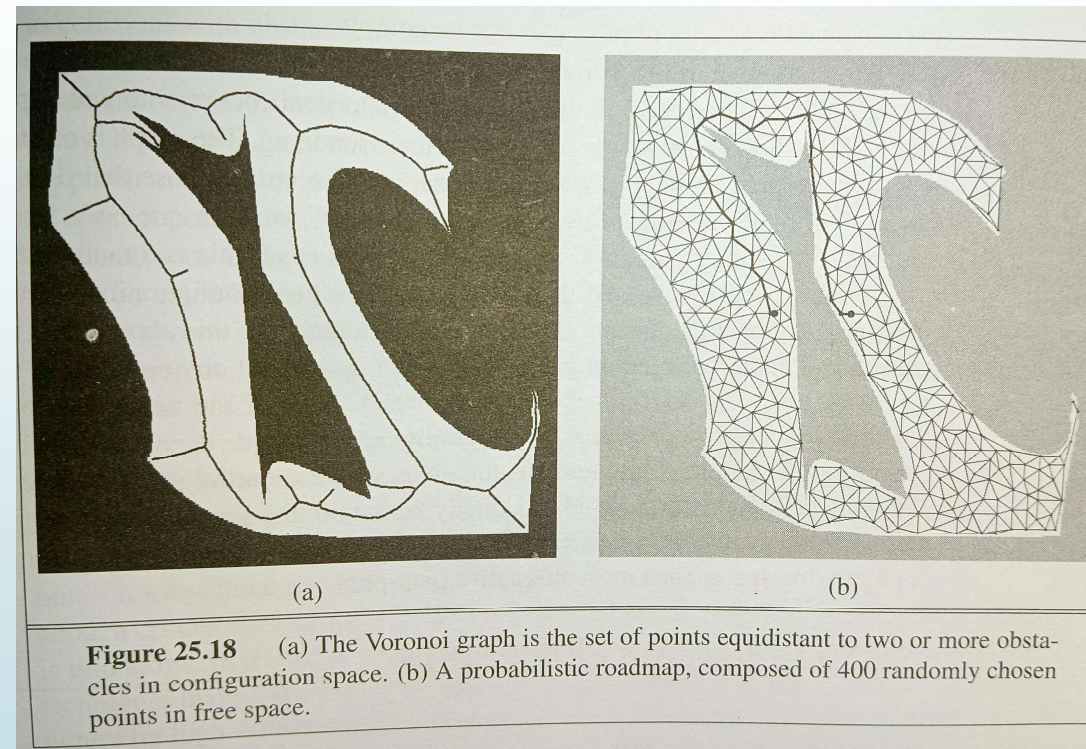 (a)
(b)
Figure 25.18 (a) The Voronoi graph is the set of points equidistant to two or more obsta-
cles in configuration space. (b) A probabilistic roadmap, composed of 400 randomly chosen
points in free space.